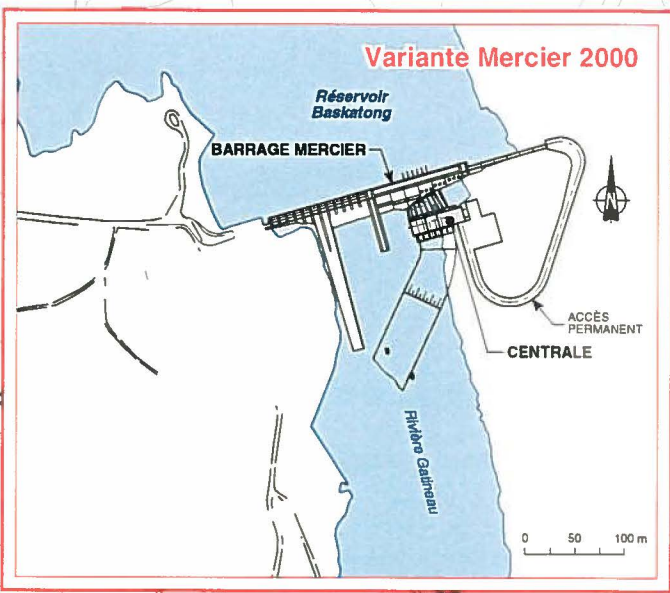 Variante Mercier 2000
Réservoir
Baskatong
BARRAGE MERCIER
N
ACCÈS
PERMANENT
CENTRALE
Rivière Gatineau
0 50 100 m